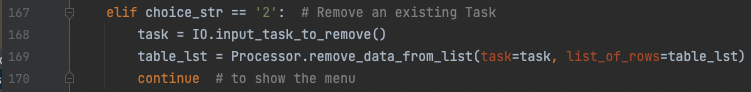 167 elif choice_str == '2':  # Remove an existing Task
168 task = IO.input_task_to_remove()
169 table_lst = Processor.remove_data_from_list(task=task, list_of_rows=table_lst)
170 continue  # to show the menu